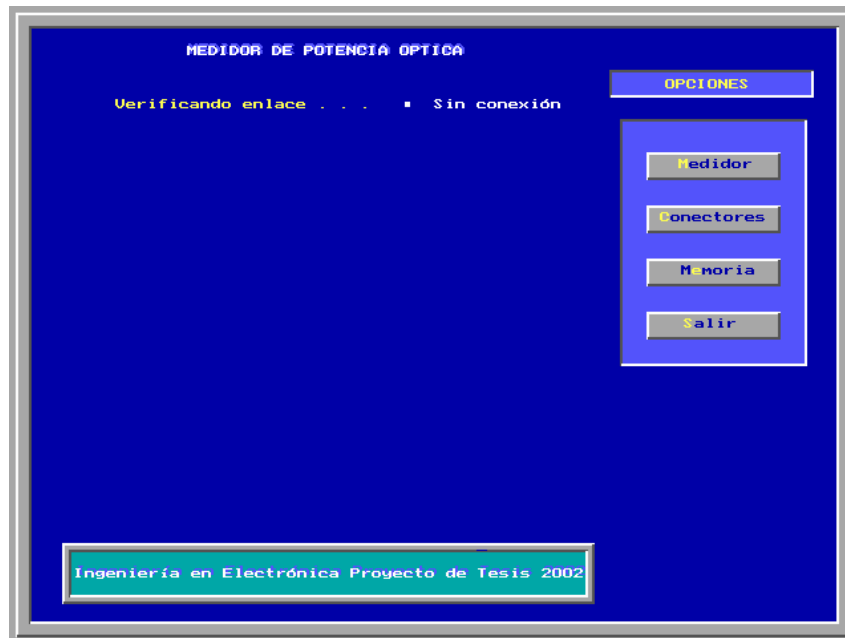 MEDIDOR DE POTENCIA OPTICA
Verificando enlace . . . ▪ Sin conexión
OPCIONES
Medidor
Conectores
Memoria
Salir
Ingeniería en Electrónica Proyecto de Tesis 2002